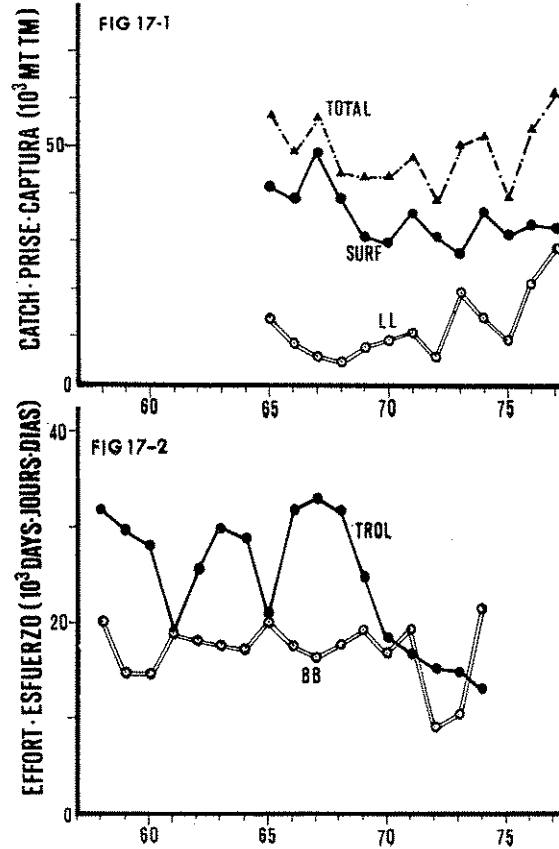 FIG 17-1
CATCH·PRISE·CAPTURA (10³ MT TM)
50
0
TOTAL
SURF
LL
60 65 70 75
FIG 17-2
EFFORT·ESFUERZO (10³ DAYS·JOURS·DIAS)
40
20
0
TROL
BB
60 65 70 75